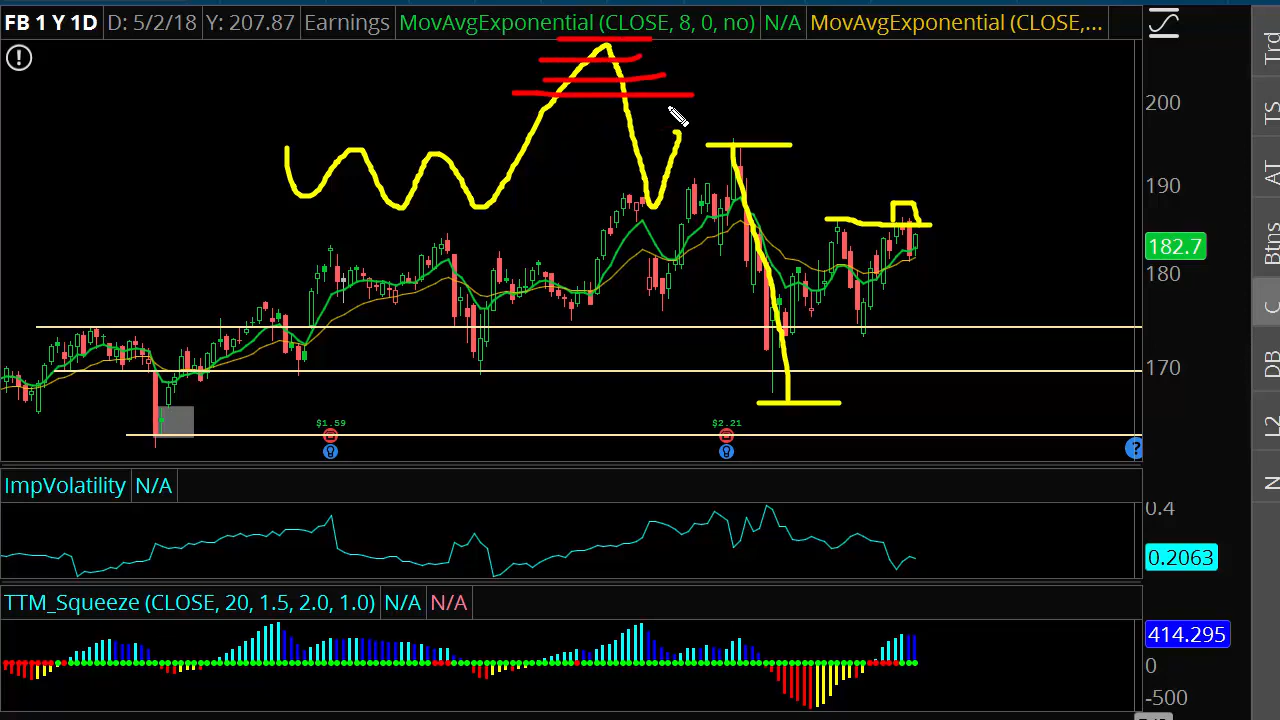 FB 1 Y 1D D: 5/2/18 Y: 207.87 Earnings MovAvgExponential (CLOSE, 8, 0, no) N/A MovAvgExponential (CLOSE,...
Trd
TS
AT
Btns
C
DB
L2
N
200
190
182.7
180
170
$1.59 $2.21
?
ImpVolatility N/A
0.4
0.2063
TTM_Squeeze (CLOSE, 20, 1.5, 2.0, 1.0) N/A N/A
414.295
0
-500